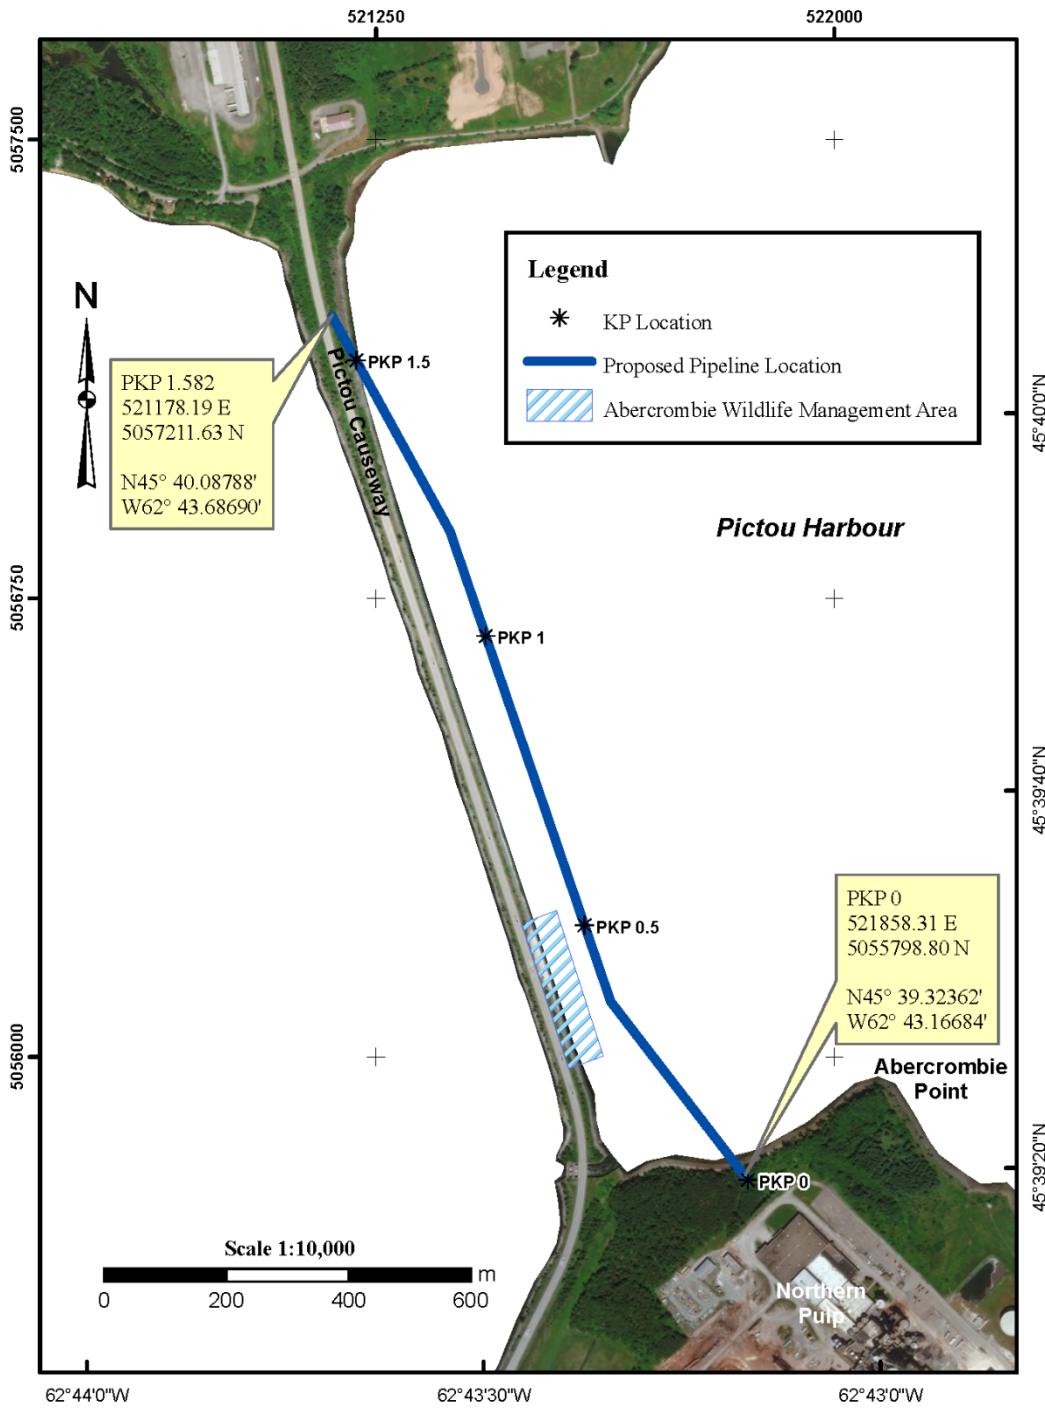 521250
522000
5057500
5056750
5056000
N
Legend
KP Location
Proposed Pipeline Location
Abercrombie Wildlife Management Area
PKP 1.582
521178.19 E
5057211.63 N
N45° 40.08788'
W62° 43.68690'
PKP 1.5
Pictou Causeway
Pictou Harbour
PKP 1
PKP 0.5
PKP 0
521858.31 E
5055798.80 N
N45° 39.32362'
W62° 43.16684'
Abercrombie
Point
PKP 0
Northern
Pulp
Scale 1:10,000
m
0 200 400 600
45°40'0"N
45°39'40"N
45°39'20"N
62°44'0"W
62°43'30"W
62°43'0"W